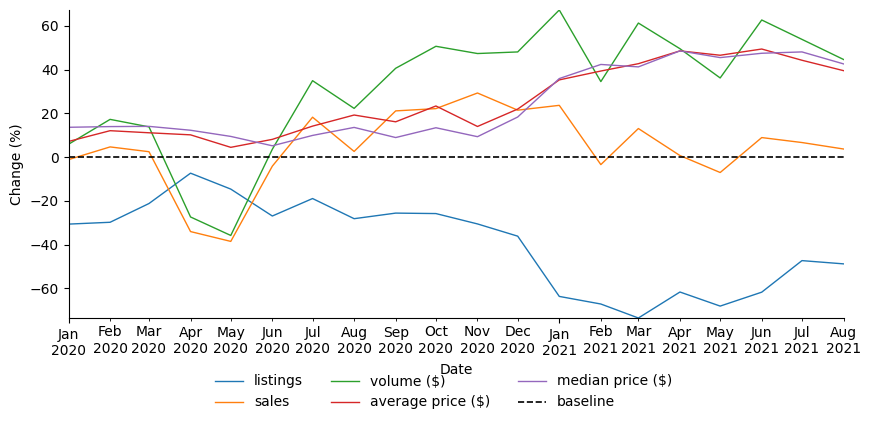 60
40
20
0
−20
−40
−60
Change (%)
Jan Feb Mar Apr May Jun Jul Aug Sep Oct Nov Dec Jan Feb Mar Apr May Jun Jul Aug
2020 2020 2020 2020 2020 2020 2020 2020 2020 2020 2020 2020 2021 2021 2021 2021 2021 2021 2021 2021
Date
listings volume ($) median price ($)
sales average price ($) baseline